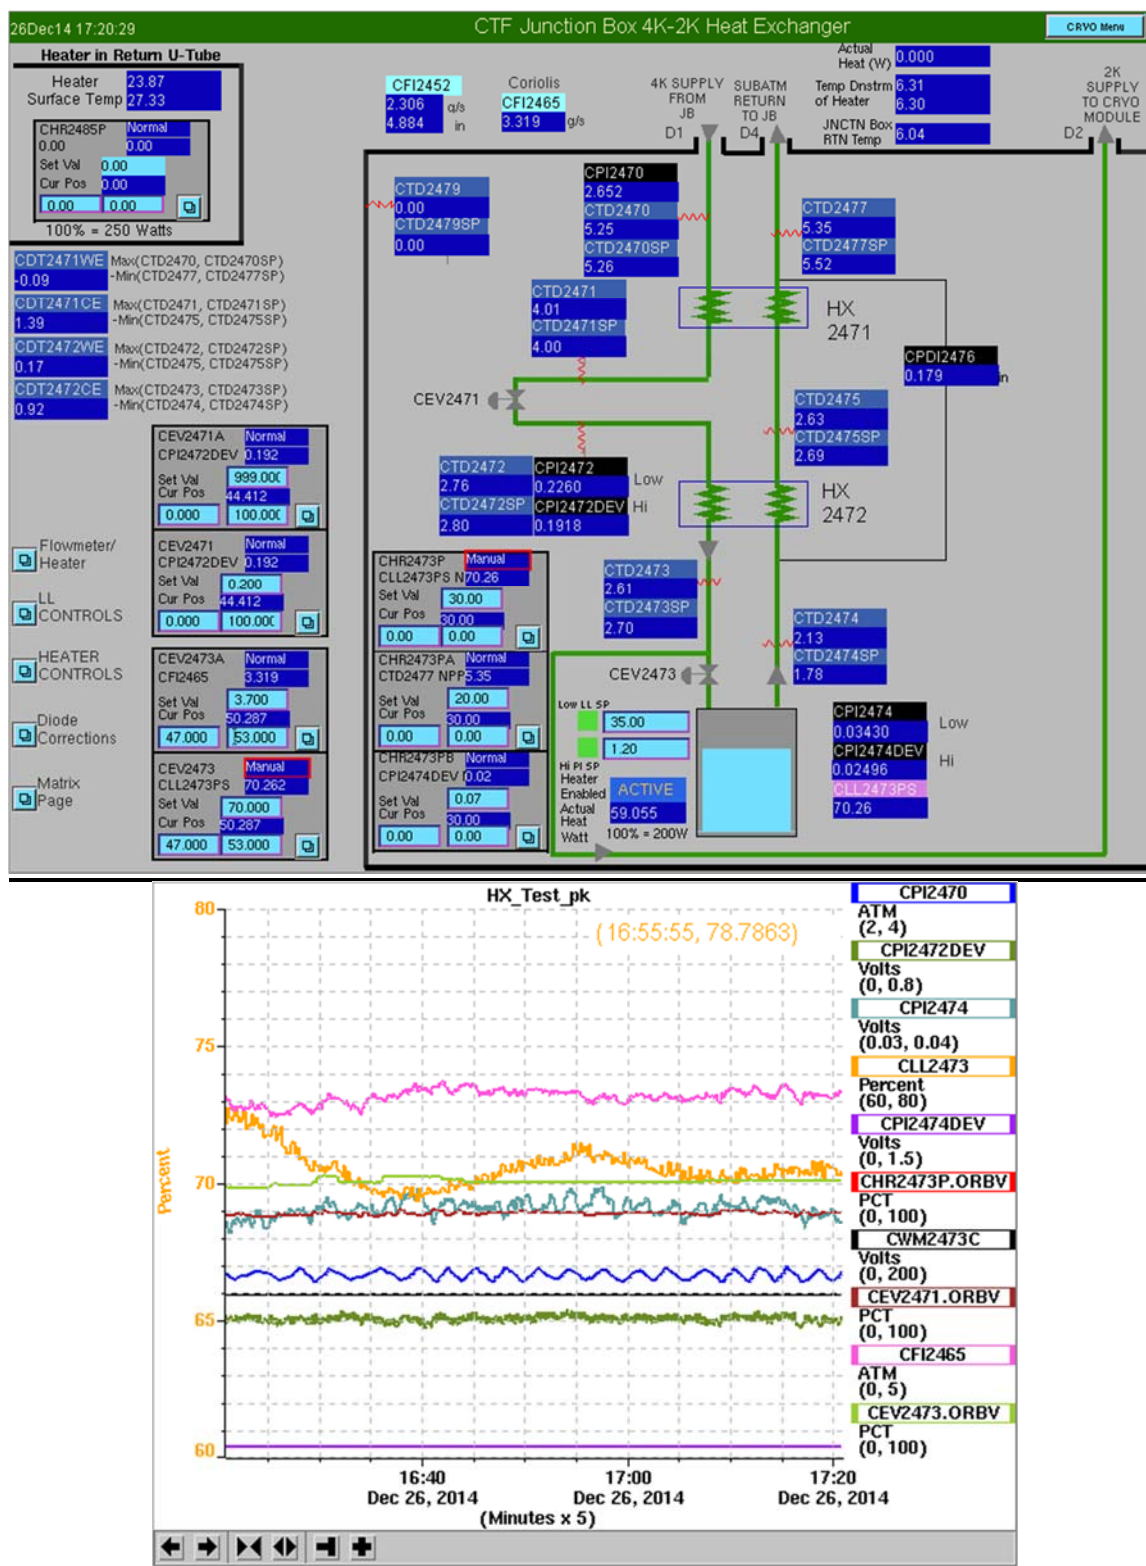 26Dec14 17:20:29
CTF Junction Box 4K-2K Heat Exchanger
CRYO Menu
Heater in Return U-Tube
Heater 23.87
Surface Temp 27.33
CHR2485P Normal
0.00 0.00
Set Val 0.00
Cur Pos 0.00
0.00 0.00
100% = 250 Watts
CFI2452
2.306 g/s
4.884 in
Coriolis
CFI2465
3.319 g/s
4K SUPPLY
FROM
JB
D1
SUBATM
RETURN
TO JB
D4
Actual
Heat (W) 0.000
Temp Dnstrm 6.31
of Heater 6.30
JNCTN Box
RTN Temp 6.04
2K
SUPPLY
TO CRYO
MODULE
D2
CTD2479
0.00
CTD2479SP
0.00
CPI2470
2.652
CTD2470
5.25
CTD2470SP
5.26
CTD2477
5.35
CTD2477SP
5.52
CDT2471WE Max(CTD2470, CTD2470SP)
-0.09 -Min(CTD2477, CTD2477SP)
CDT2471CE Max(CTD2471, CTD2471SP)
1.39 -Min(CTD2475, CTD2475SP)
CDT2472WE Max(CTD2472, CTD2472SP)
0.17 -Min(CTD2475, CTD2475SP)
CDT2472CE Max(CTD2473, CTD2473SP)
0.92 -Min(CTD2474, CTD2474SP)
CTD2471
4.01
CTD2471SP
4.00
HX
2471
CPDI2476
0.179 in
CEV2471
CTD2475
2.63
CTD2475SP
2.69
CTD2472
2.76
CTD2472SP
2.80
CPI2472
0.2260 Low
CPI2472DEV Hi
0.1918
HX
2472
CEV2471A Normal
CPI2472DEV 0.192
Set Val 999.000
Cur Pos 44.412
0.000 100.000
CEV2471 Normal
CPI2472DEV 0.192
Set Val 0.200
Cur Pos 44.412
0.000 100.000
CEV2473A Normal
CFI2465 3.319
Set Val 3.700
Cur Pos 50.287
47.000 53.000
CEV2473 Manual
CLL2473PS 70.262
Set Val 70.000
Cur Pos 50.287
47.000 53.000
Flowmeter/
Heater
LL
CONTROLS
HEATER
CONTROLS
Diode
Corrections
Matrix
Page
CHR2473P Manual
CLL2473PS N 70.26
Set Val 30.00
Cur Pos 30.00
0.00 0.00
CHR2473PA Normal
CTD2477 NPP 5.35
Set Val 20.00
Cur Pos 30.00
0.00 0.00
CHR2473PB Normal
CPI2474DEV 0.02
Set Val 0.07
Cur Pos 30.00
0.00 0.00
CTD2473
2.61
CTD2473SP
2.70
CTD2474
2.13
CTD2474SP
1.78
CEV2473
Low LL SP
35.00
1.20
Hi PI SP
Heater
Enabled ACTIVE
Actual
Heat 59.055
Watt 100% = 200W
CPI2474
0.03430 Low
CPI2474DEV
0.02496 Hi
CLL2473PS
70.26
HX_Test_pk
(16:55:55, 78.7863)
80
75
70
65
60
Percent
16:40
Dec 26, 2014
17:00
Dec 26, 2014
17:20
Dec 26, 2014
(Minutes x 5)
CPI2470
ATM
(2, 4)
CPI2472DEV
Volts
(0, 0.8)
CPI2474
Volts
(0.03, 0.04)
CLL2473
Percent
(60, 80)
CPI2474DEV
Volts
(0, 1.5)
CHR2473P.ORBV
PCT
(0, 100)
CWM2473C
Volts
(0, 200)
CEV2471.ORBV
PCT
(0, 100)
CFI2465
ATM
(0, 5)
CEV2473.ORBV
PCT
(0, 100)